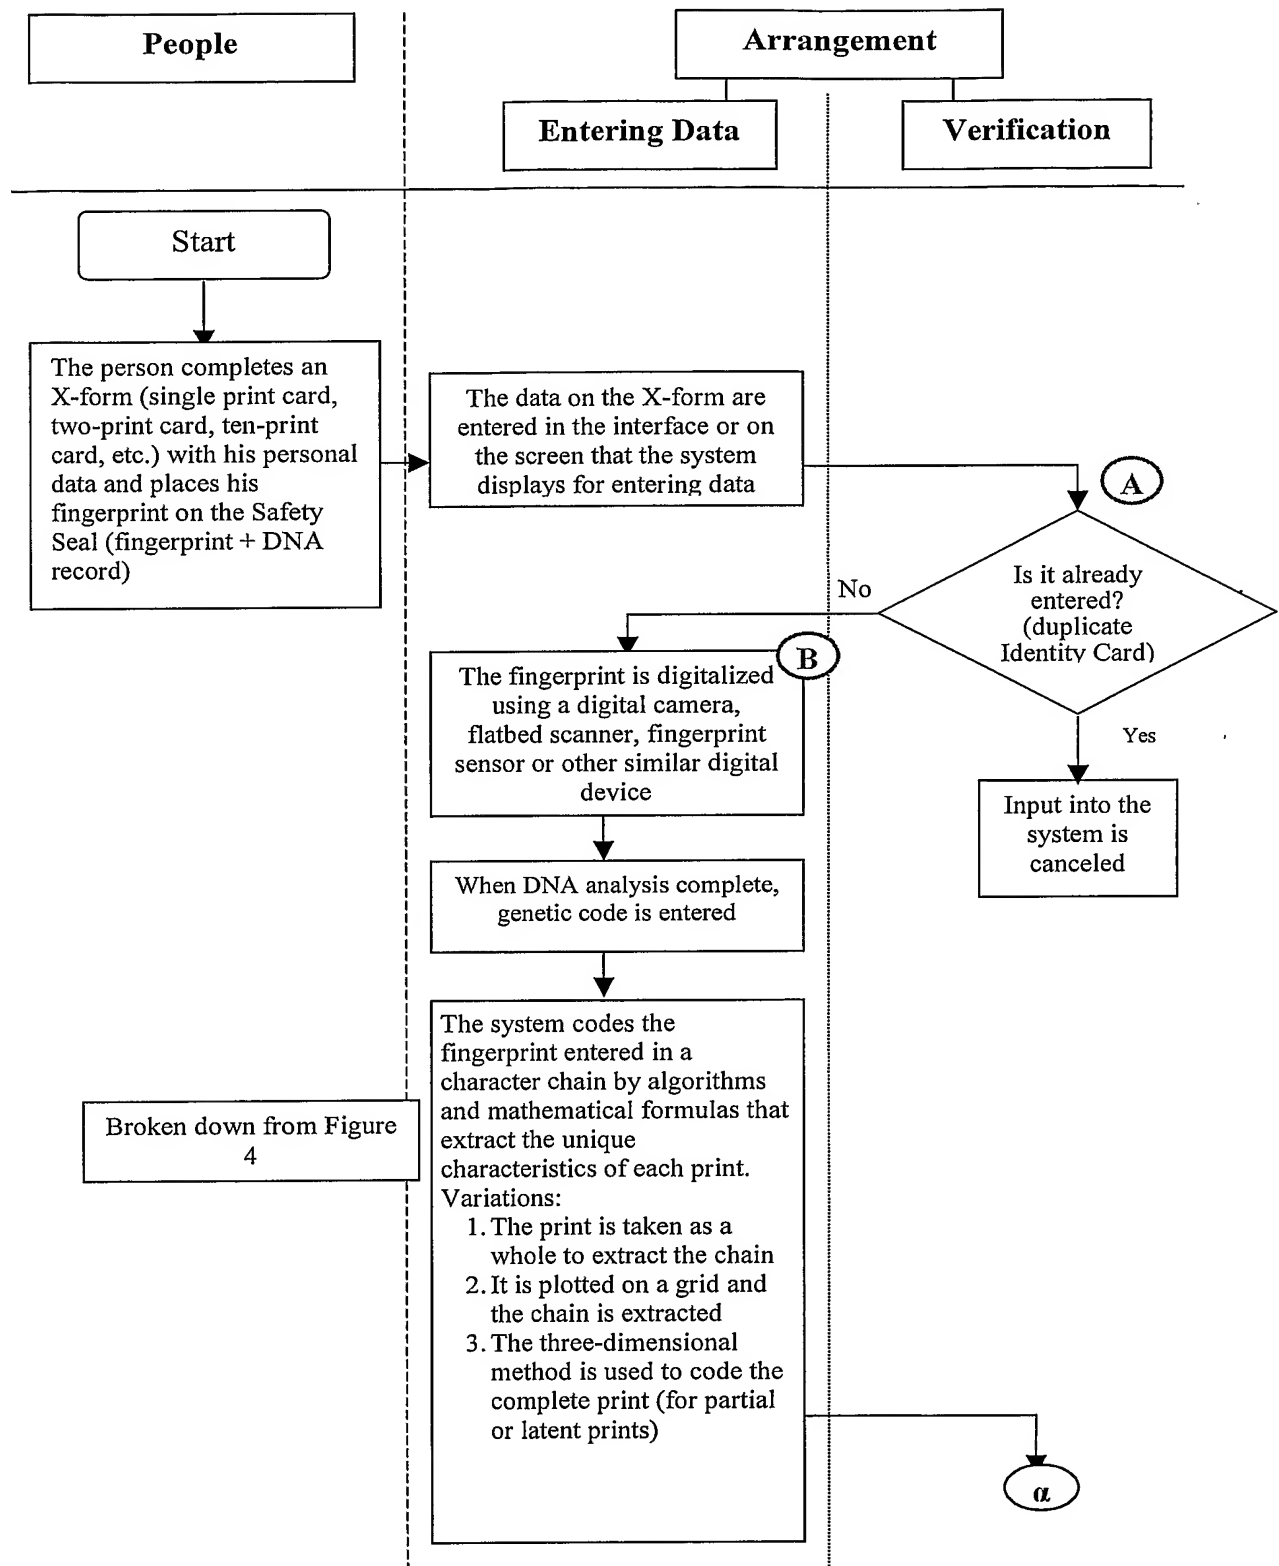 People
Arrangement
Entering Data
Verification
Start
The person completes an
X-form (single print card,
two-print card, ten-print
card, etc.) with his personal
data and places his
fingerprint on the Safety
Seal (fingerprint + DNA
record)
The data on the X-form are
entered in the interface or on
the screen that the system
displays for entering data
A
Is it already
entered?
(duplicate
Identity Card)
No
Yes
Input into the
system is
canceled
B
The fingerprint is digitalized
using a digital camera,
flatbed scanner, fingerprint
sensor or other similar digital
device
When DNA analysis complete,
genetic code is entered
The system codes the
fingerprint entered in a
character chain by algorithms
and mathematical formulas that
extract the unique
characteristics of each print.
Variations:
1. The print is taken as a
whole to extract the chain
2. It is plotted on a grid and
the chain is extracted
3. The three-dimensional
method is used to code the
complete print (for partial
or latent prints)
Broken down from Figure
4
α